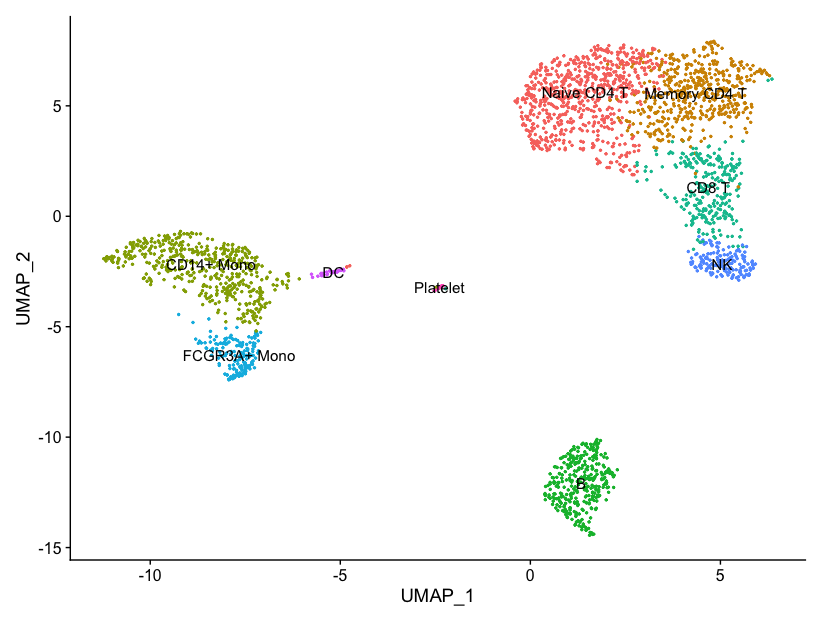 Naive CD4 T
Memory CD4 T
5
CD8 T
0
CD14+ Mono
DC
NK
Platelet
UMAP_2
-5
FCGR3A+ Mono
-10
B
-15
-10
-5
0
5
UMAP_1